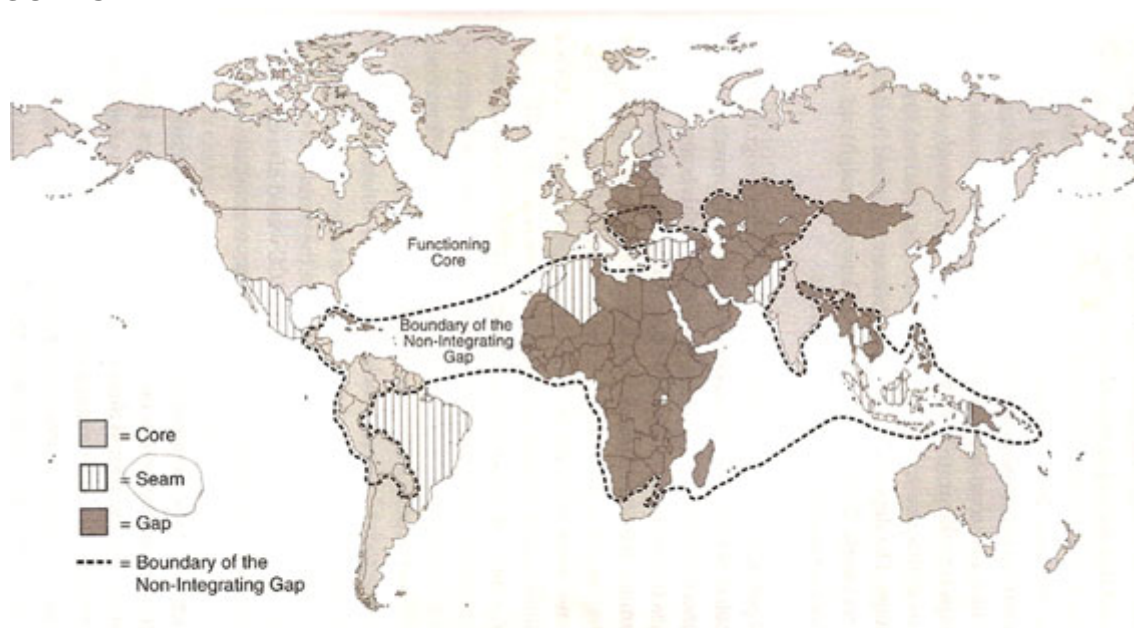 Functioning
Core
Boundary of the
Non-Integrating
Gap
= Core
= Seam
= Gap
= Boundary of the
Non-Integrating Gap